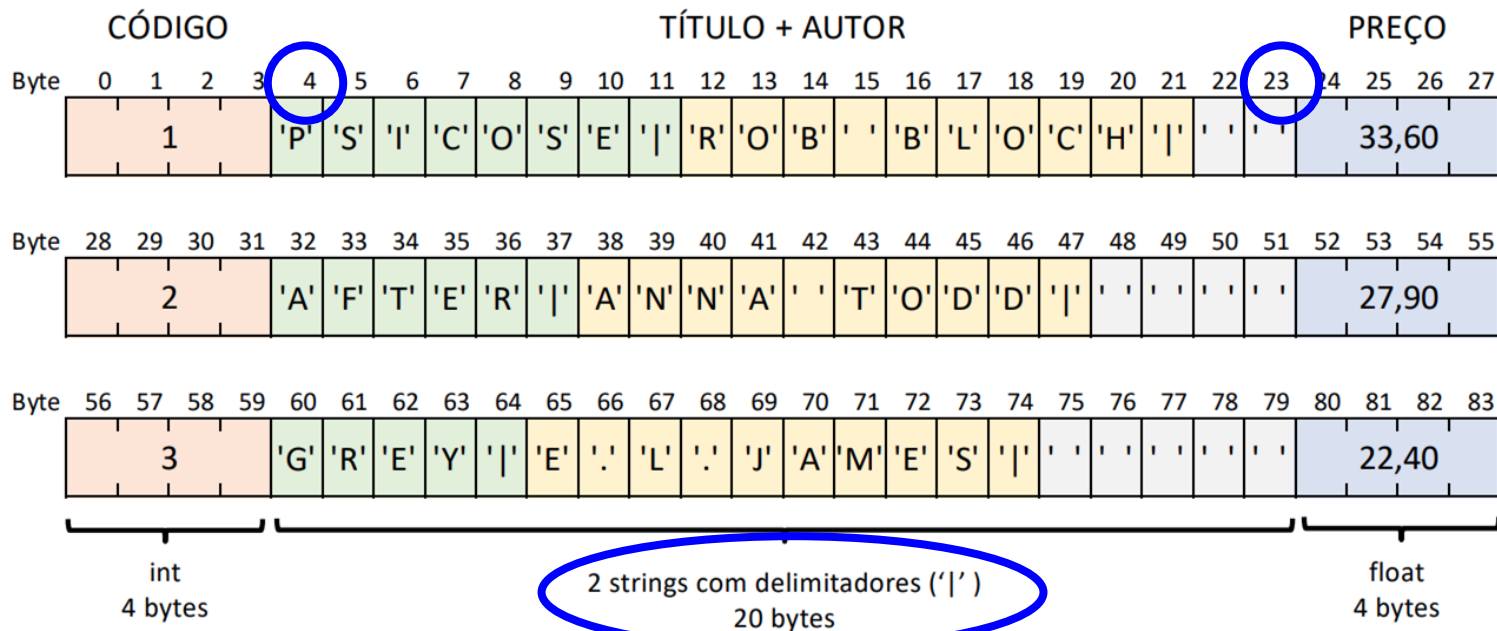 CÓDIGO TÍTULO + AUTOR PREÇO
Byte 0 1 2 3 4 5 6 7 8 9 10 11 12 13 14 15 16 17 18 19 20 21 22 23 24 25 26 27
1 'P' 'S' 'I' 'C' 'O' 'S' 'E' '|' 'R' 'O' 'B' ' ' 'B' 'L' 'O' 'C' 'H' '|' ' ' ' ' 33,60
Byte 28 29 30 31 32 33 34 35 36 37 38 39 40 41 42 43 44 45 46 47 48 49 50 51 52 53 54 55
2 'A' 'F' 'T' 'E' 'R' '|' 'A' 'N' 'N' 'A' ' ' 'T' 'O' 'D' 'D' '|' ' ' ' ' ' ' ' ' 27,90
Byte 56 57 58 59 60 61 62 63 64 65 66 67 68 69 70 71 72 73 74 75 76 77 78 79 80 81 82 83
3 'G' 'R' 'E' 'Y' '|' 'E' '.' 'L' '.' 'J' 'A' 'M' 'E' 'S' '|' ' ' ' ' ' ' ' ' ' ' 22,40
int 2 strings com delimitadores ('|' ) float
4 bytes 20 bytes 4 bytes